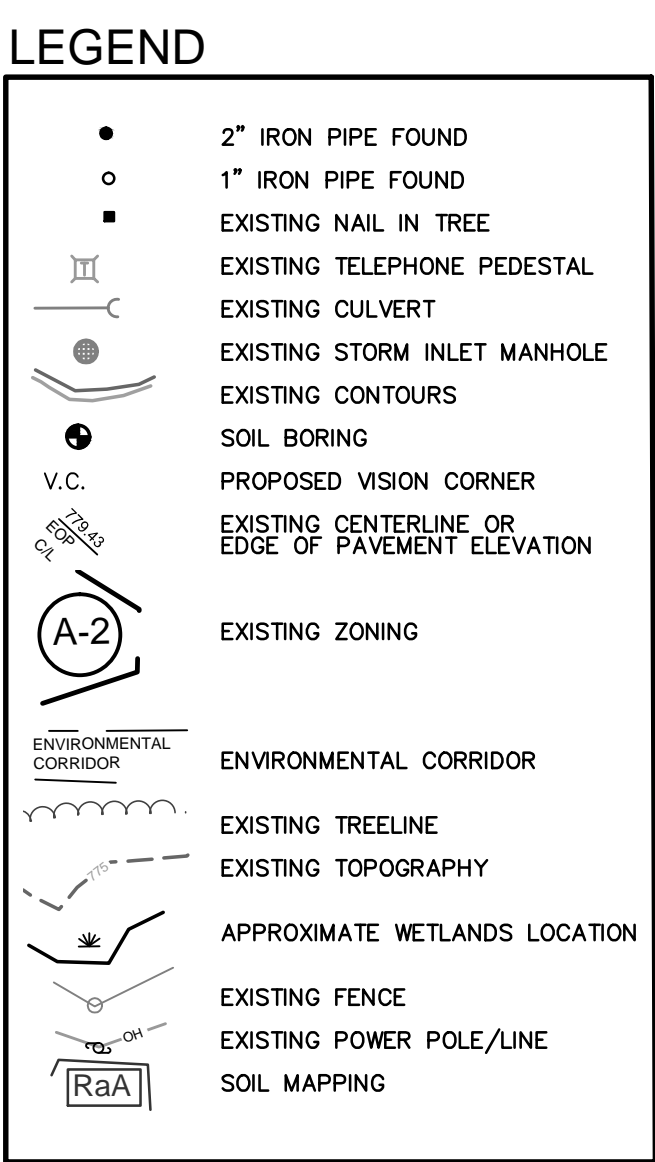 LEGEND
2" IRON PIPE FOUND
1" IRON PIPE FOUND
EXISTING NAIL IN TREE
T EXISTING TELEPHONE PEDESTAL
EXISTING CULVERT
EXISTING STORM INLET MANHOLE
EXISTING CONTOURS
SOIL BORING
V.C. PROPOSED VISION CORNER
779.43
EOP
C/L
EXISTING CENTERLINE OR
EDGE OF PAVEMENT ELEVATION
A-2 EXISTING ZONING
ENVIRONMENTAL
CORRIDOR
ENVIRONMENTAL CORRIDOR
EXISTING TREELINE
775 EXISTING TOPOGRAPHY
APPROXIMATE WETLANDS LOCATION
EXISTING FENCE
OH EXISTING POWER POLE/LINE
RaA SOIL MAPPING